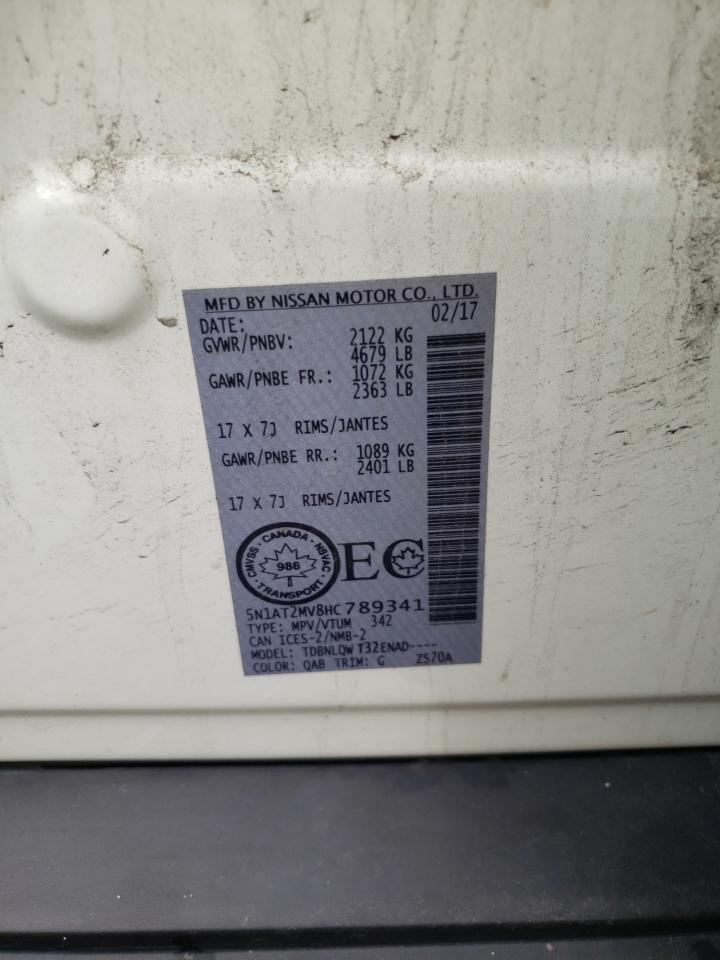 MFD BY NISSAN MOTOR CO., LTD.
DATE: 02/17
GVWR/PNBV: 2122 KG
4679 LB
GAWR/PNBE FR.: 1072 KG
2363 LB
17 X 7J RIMS/JANTES
GAWR/PNBE RR.: 1089 KG
2401 LB
17 X 7J RIMS/JANTES
CMVSS · CANADA · NSVAC · TRANSPORT ·
986
EC
5N1AT2MV8HC789341
TYPE: MPV/VTUM 342
CAN ICES-2/NMB-2
MODEL: TDBNLQW T32ENAD----
COLOR: QAB TRIM: G ZS70A